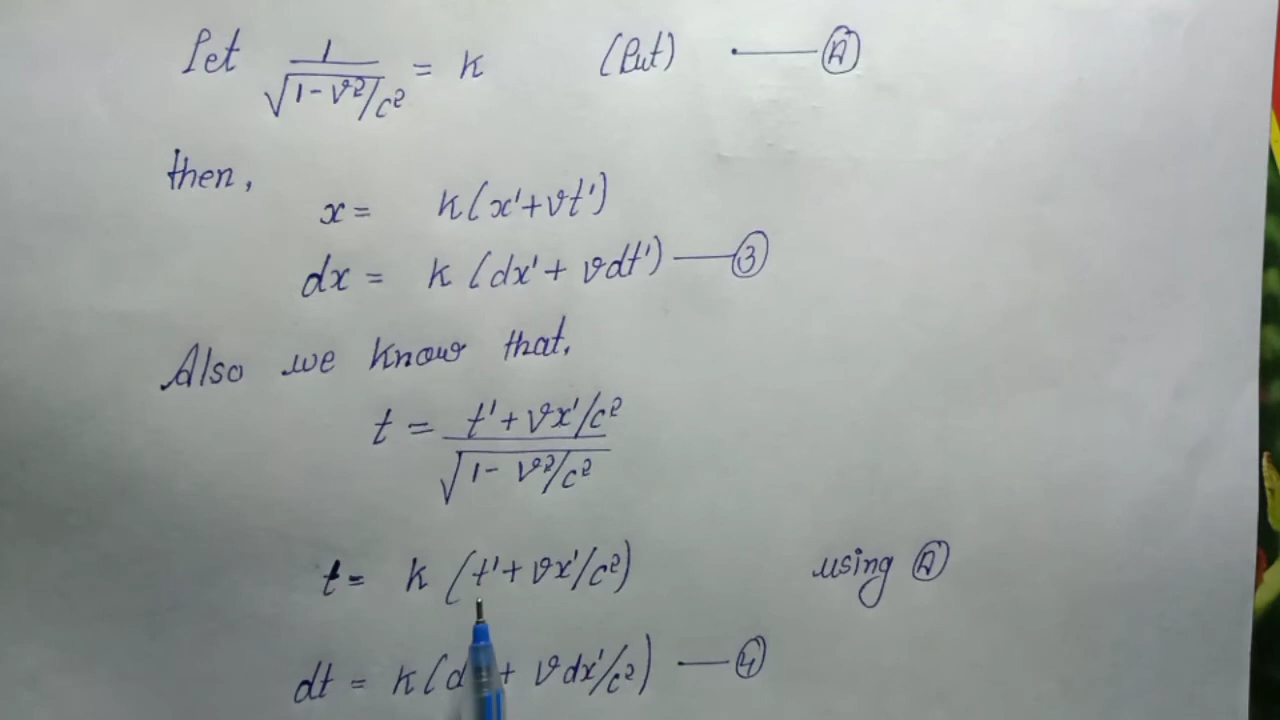 Let 1/√(1-v²/c²) = k (Put) —— (A)
then,
x = k(x'+vt')
dx = k(dx'+vdt') —— (3)
Also we know that,
t = (t'+vx'/c²)/√(1-v²/c²)
t = k(t'+vx'/c²) using (A)
dt = k(d + vdx'/c²) —— (4)